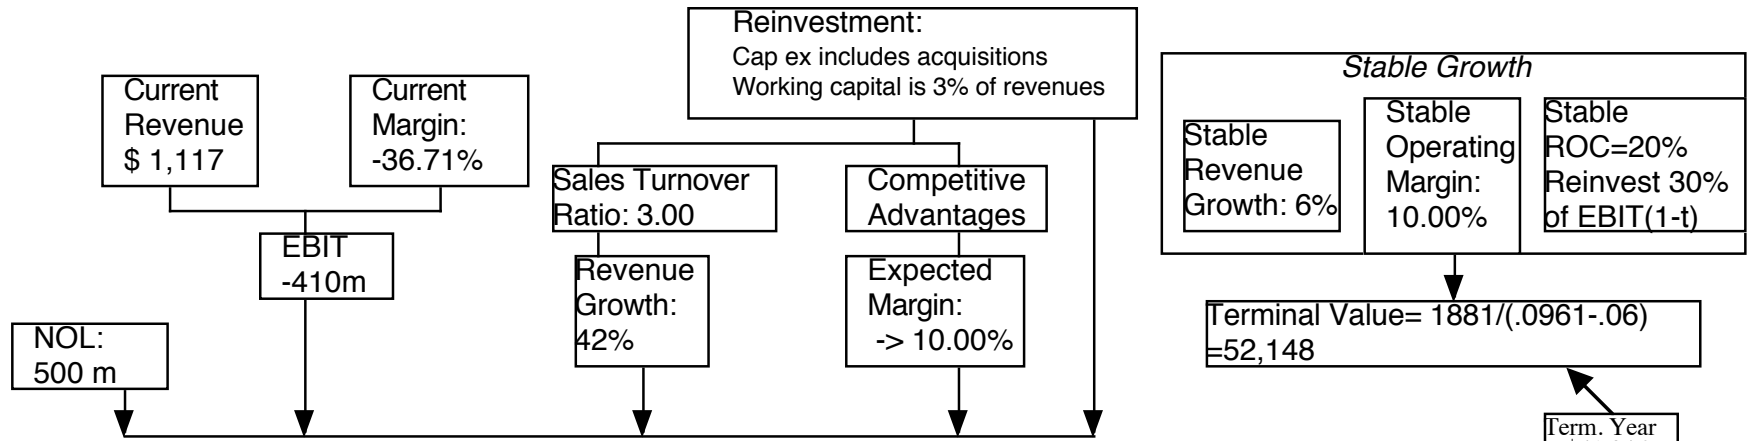 Reinvestment:
Cap ex includes acquisitions
Working capital is 3% of revenues
Stable Growth
Current
Revenue
$ 1,117
Current
Margin:
-36.71%
Stable
Revenue
Growth: 6%
Stable
Operating
Margin:
10.00%
Stable
ROC=20%
Reinvest 30%
of EBIT(1-t)
Sales Turnover
Ratio: 3.00
Competitive
Advantages
EBIT
-410m
Revenue
Growth:
42%
Expected
Margin:
-> 10.00%
NOL:
500 m
Terminal Value= 1881/(.0961-.06)
=52,148
Term. Year